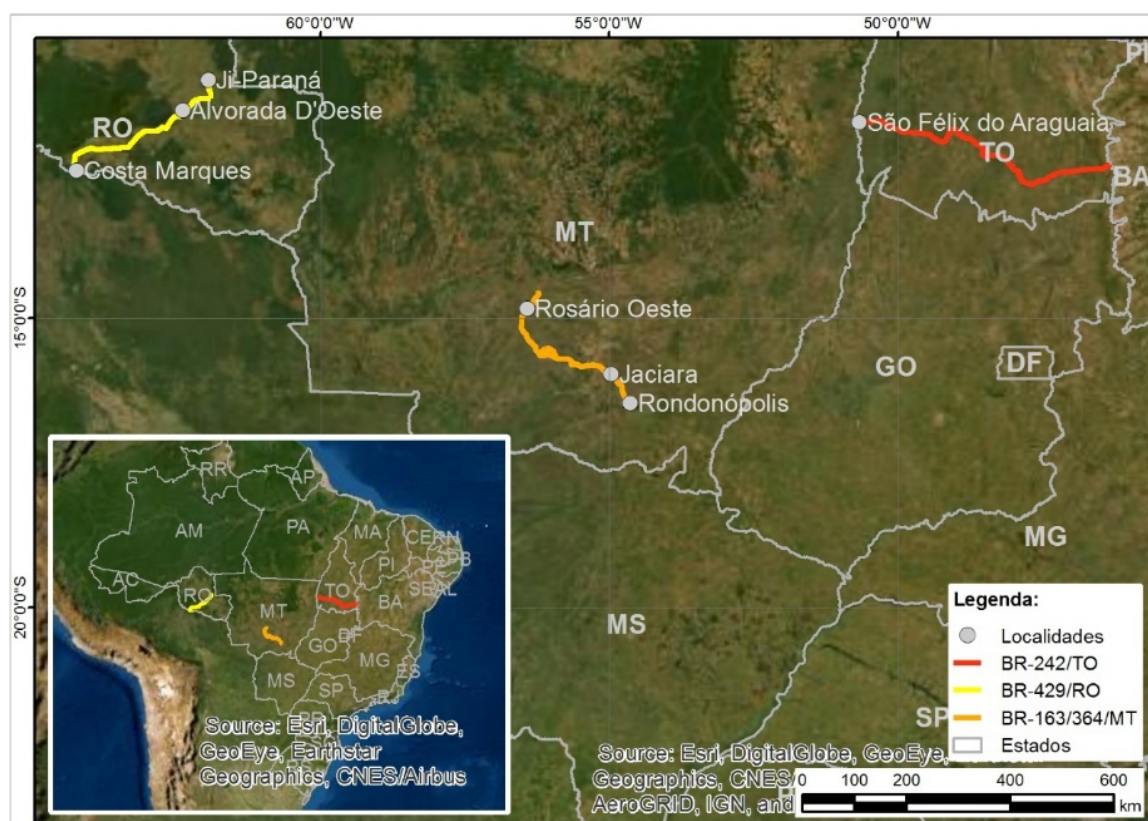 60°0'0"W
55°0'0"W
50°0'0"W
Ji-Paraná
Alvorada D'Oeste
RO
Costa Marques
São Félix do Araguaia
TO
BA
MT
15°0'0"S
Rosário Oeste
Jaciara
Rondonópolis
GO
DF
MG
20°0'0"S
MS
SP
RR
AP
AM
PA
MA
CE
RN
PB
PI
PE
AC
RO
TO
SE
AL
MT
BA
GO
DF
MG
ES
MS
SP
PR
Source: Esri, DigitalGlobe,
GeoEye, Earthstar
Geographics, CNES/Airbus
Legenda:
Localidades
BR-242/TO
BR-429/RO
BR-163/364/MT
Estados
Source: Esri, DigitalGlobe, GeoEye,
Geographics, CNES/
AeroGRID, IGN, and
0 100 200 400 600
km